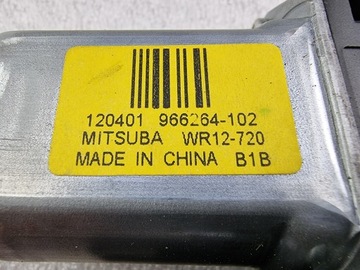 120401 966264-102
MITSUBA WR12-720
MADE IN CHINA B1B